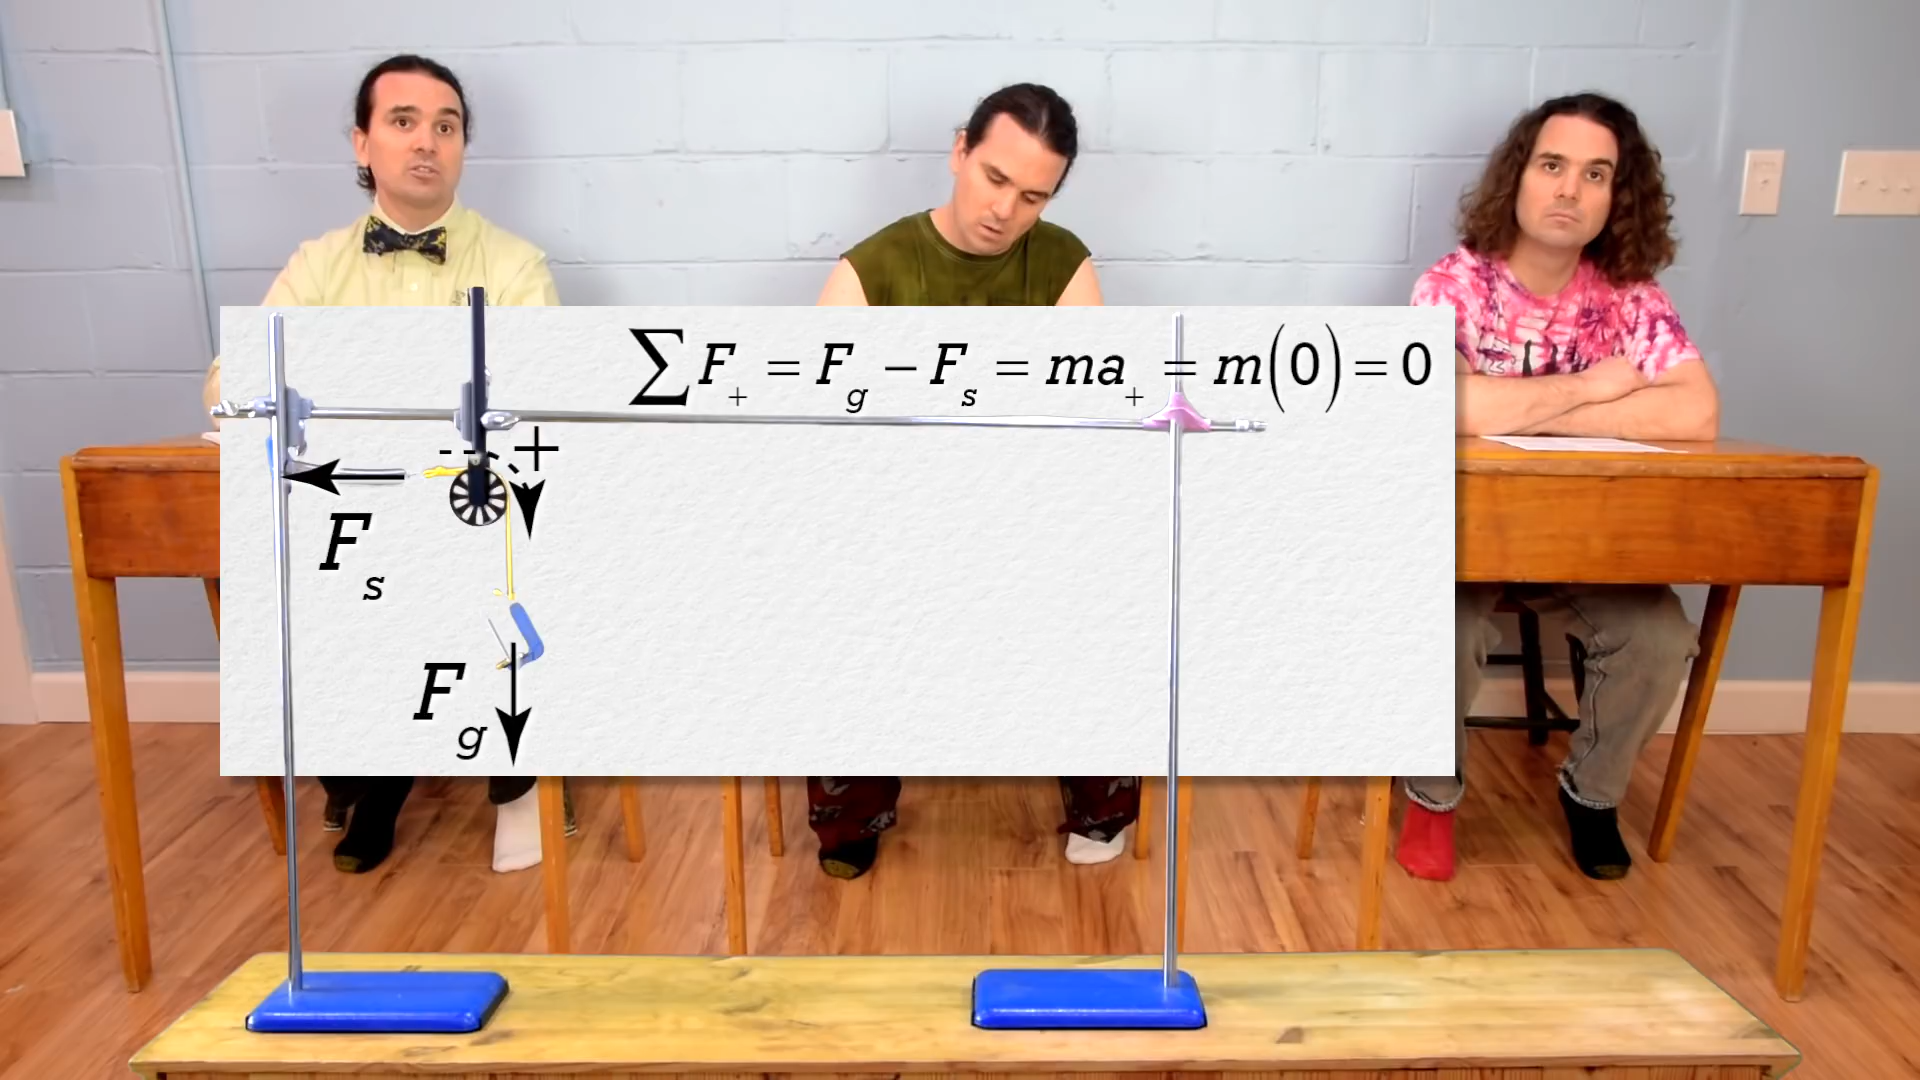 ∑F₊ = F_g − F_s = ma₊ = m(0) = 0
+
F_s
F_g